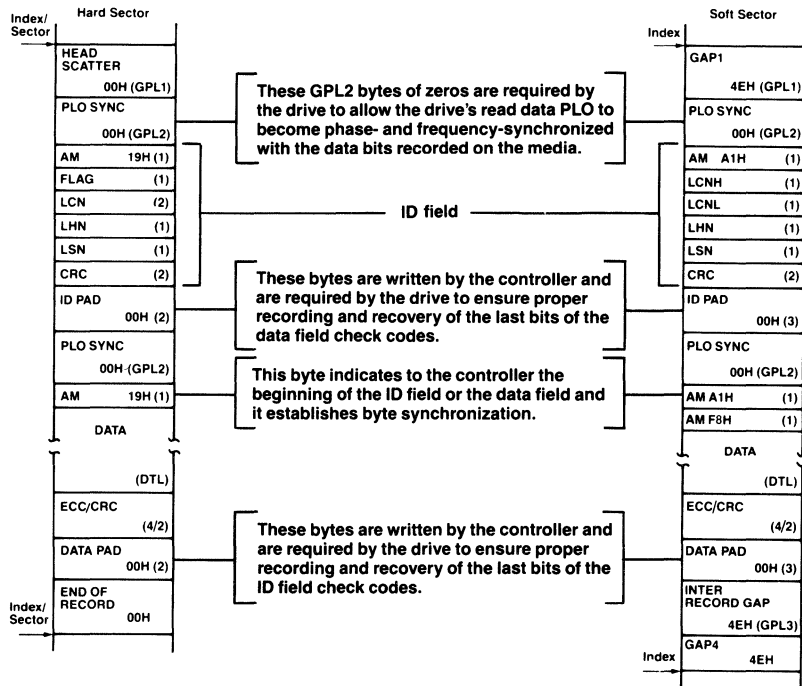 Hard Sector
Index/
Sector
HEAD
SCATTER
00H (GPL1)
PLO SYNC
00H (GPL2)
AM 19H (1)
FLAG (1)
LCN (2)
LHN (1)
LSN (1)
CRC (2)
ID PAD
00H (2)
PLO SYNC
00H (GPL2)
AM 19H (1)
DATA
(DTL)
ECC/CRC
(4/2)
DATA PAD
00H (2)
END OF
RECORD
00H
Index/
Sector
These GPL2 bytes of zeros are required by
the drive to allow the drive's read data PLO to
become phase- and frequency-synchronized
with the data bits recorded on the media.
ID field
These bytes are written by the controller and
are required by the drive to ensure proper
recording and recovery of the last bits of the
data field check codes.
This byte indicates to the controller the
beginning of the ID field or the data field and
it establishes byte synchronization.
These bytes are written by the controller and
are required by the drive to ensure proper
recording and recovery of the last bits of the
ID field check codes.
Soft Sector
Index
GAP1
4EH (GPL1)
PLO SYNC
00H (GPL2)
AM A1H (1)
LCNH (1)
LCNL (1)
LHN (1)
LSN (1)
CRC (2)
ID PAD
00H (3)
PLO SYNC
00H (GPL2)
AM A1H (1)
AM F8H (1)
DATA
(DTL)
ECC/CRC
(4/2)
DATA PAD
00H (3)
INTER
RECORD GAP
4EH (GPL3)
GAP4
4EH
Index